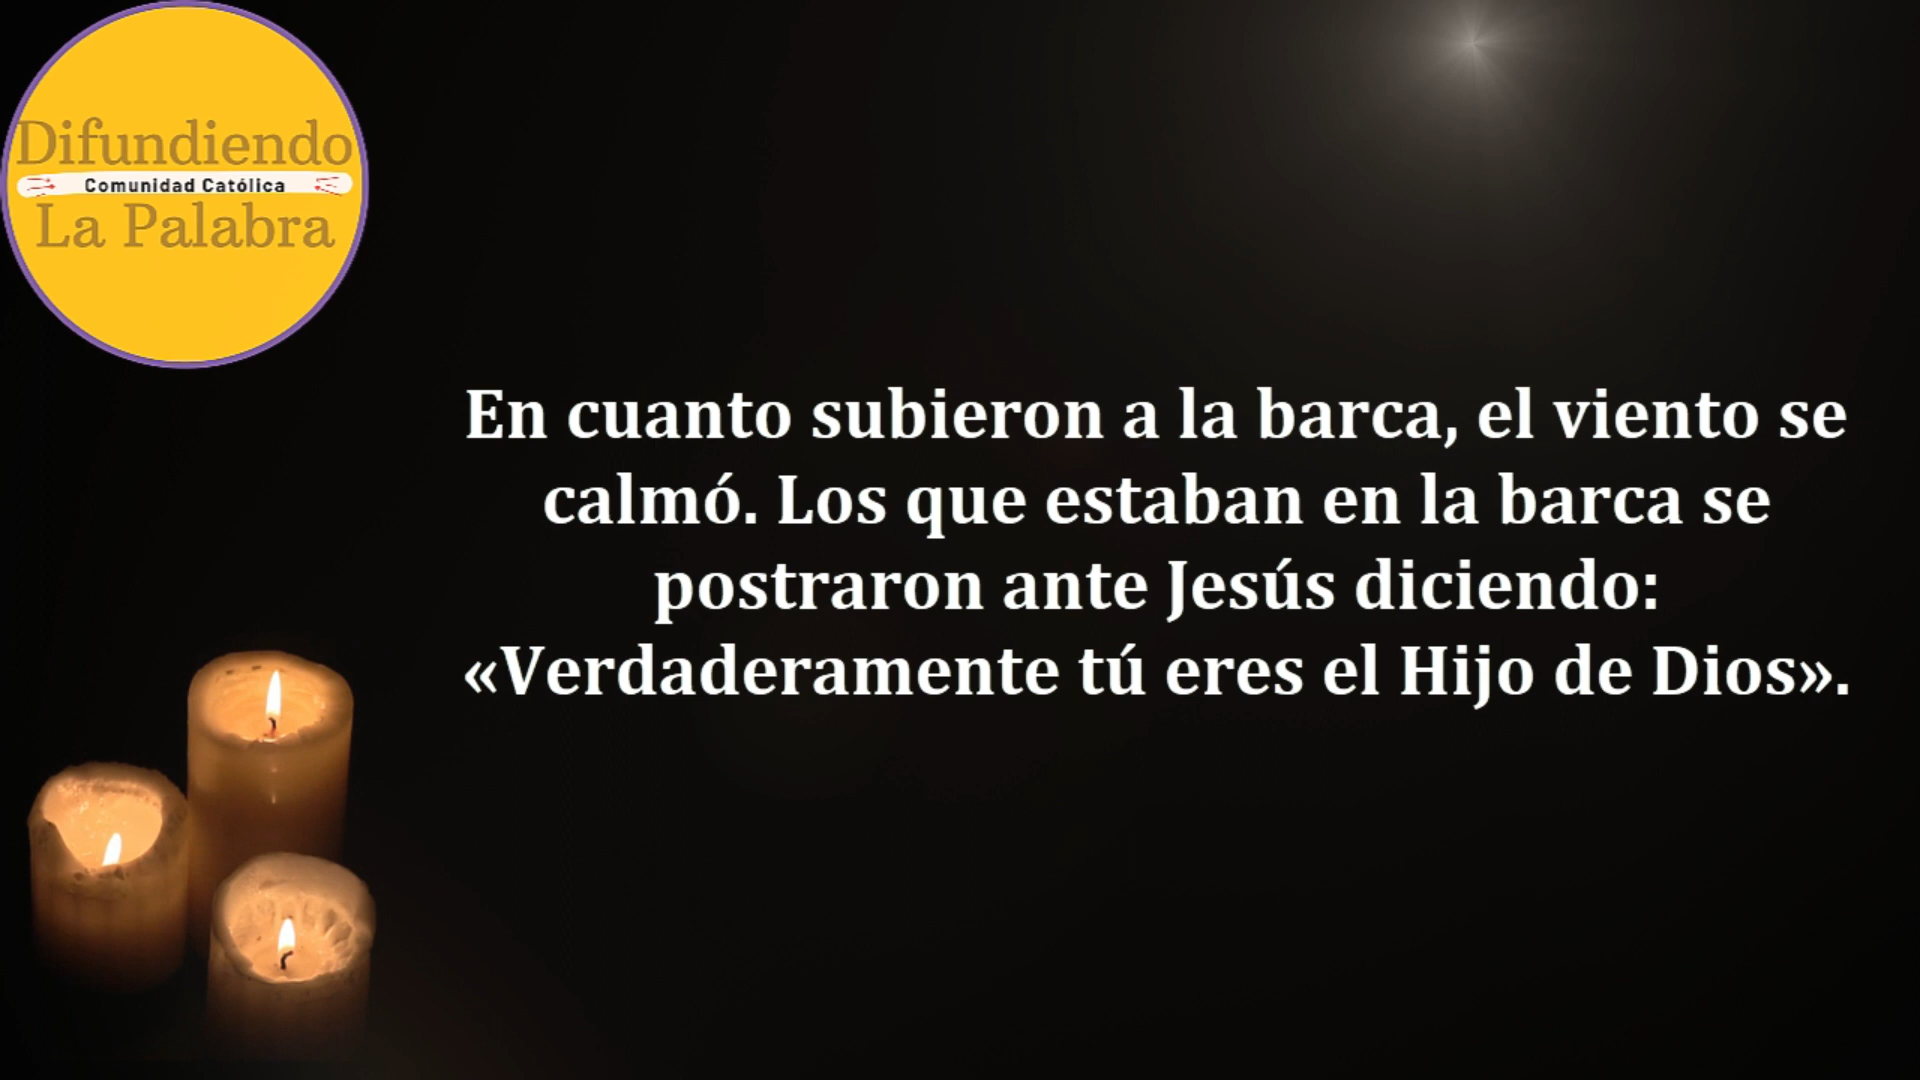 Difundiendo
Comunidad Católica
La Palabra
En cuanto subieron a la barca, el viento se
calmó. Los que estaban en la barca se
postraron ante Jesús diciendo:
«Verdaderamente tú eres el Hijo de Dios».